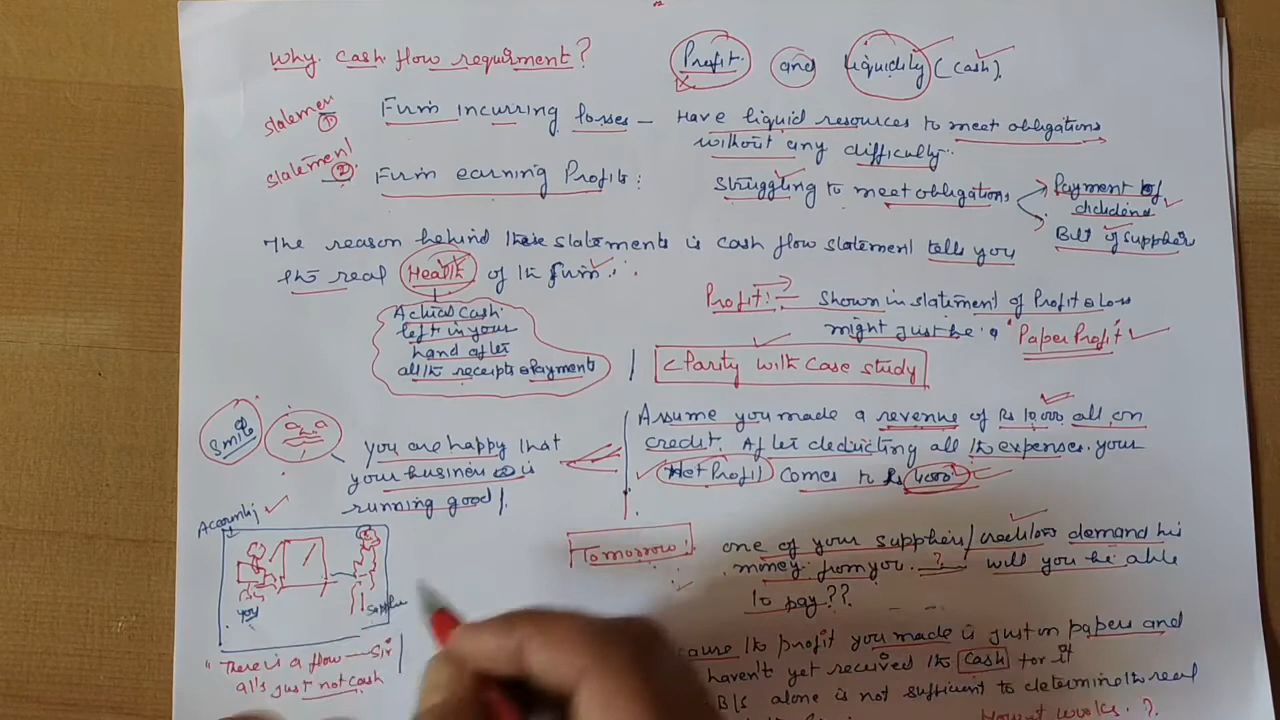 Why cash flow requirment?
Profit and liquidity (cash).
statement ①
Firm incurring losses – Have liquid resources to meet obligations
without any difficulty.
statement ②
Firm earning Profits: struggling to meet obligations
Payment of
dividend
Bill of supplier
The reason behind these statements is cash flow statement tells you
the real Health of the firm.
Actual cash
left in your
hand after
all the receipts & Payment
Profit:– shown in statement of Profit & Loss
might just be a "Paper Profit"
clarity with case study
Smile
you are happy that
your business is
running good
Assume you made a revenue of Rs 10,000 all on
credit. After deducting all the expenses. your
Net Profit comes to Rs 4000
you
supplier
"There is a flow — Sir
It's just not cash
Tomorrow:
one of your suppliers/creditors demand his
money from you. ? will you be able
to pay??
cause the profit you made is just in papers and
haven't yet received the cash for it
B/s alone is not sufficient to determine the real
works. ?